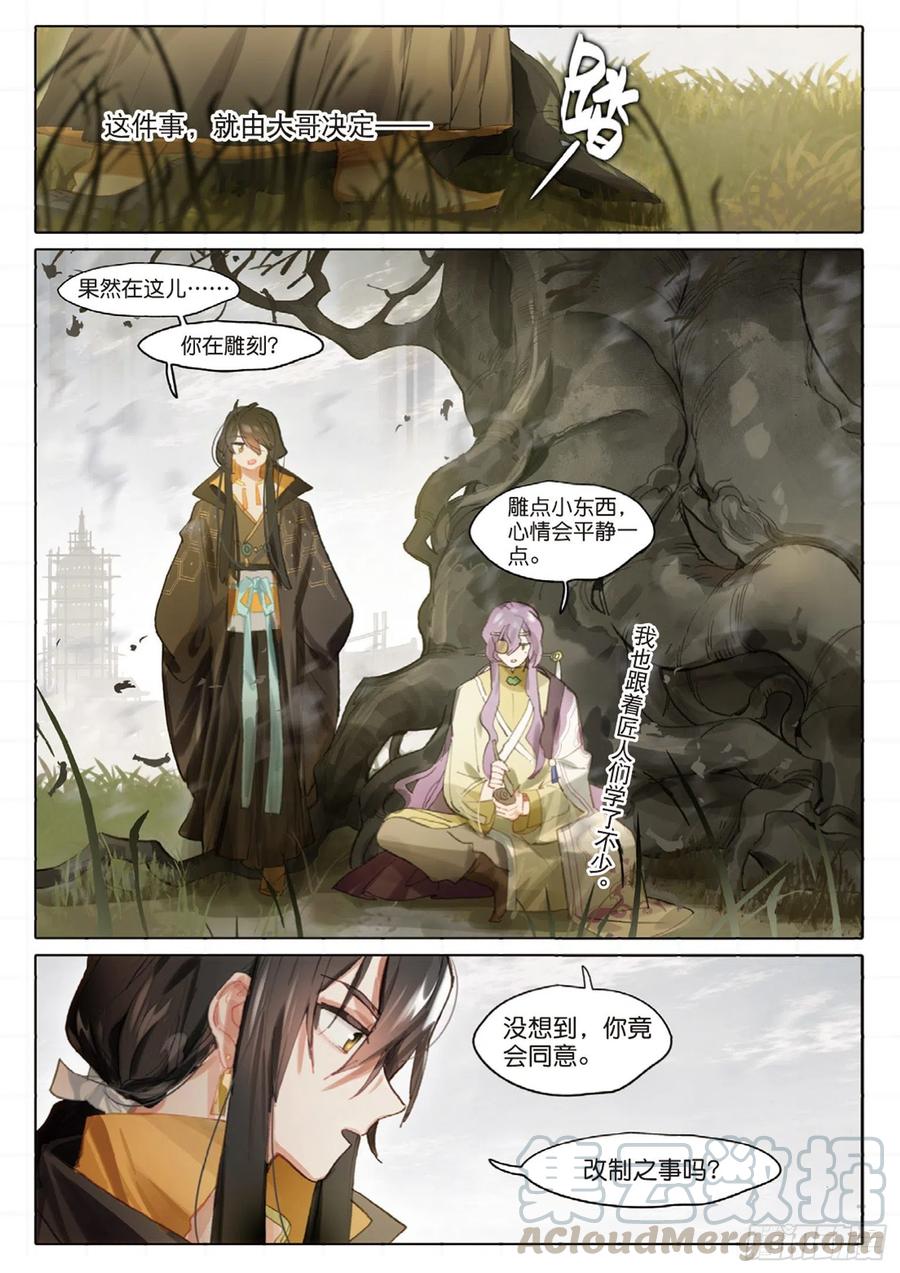 这件事，就由大哥决定——
踏
果然在这儿……
你在雕刻？
雕点小东西，
心情会平静一
点。
我也跟着匠人们学了不少。
没想到，你竟
会同意。
改制之事吗？
集云数据
ACloudMerge.com